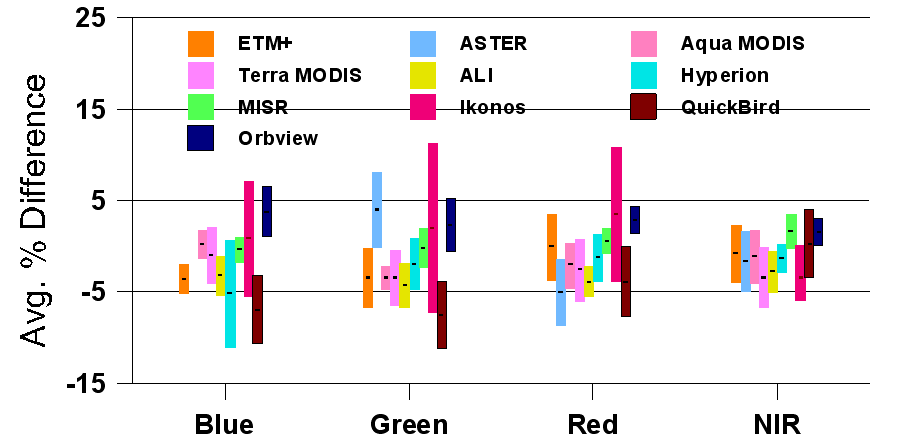 25
ETM+ ASTER Aqua MODIS
Terra MODIS ALI Hyperion
15 MISR Ikonos QuickBird
Orbview
5
-5
-15
Blue Green Red NIR
Avg. % Difference